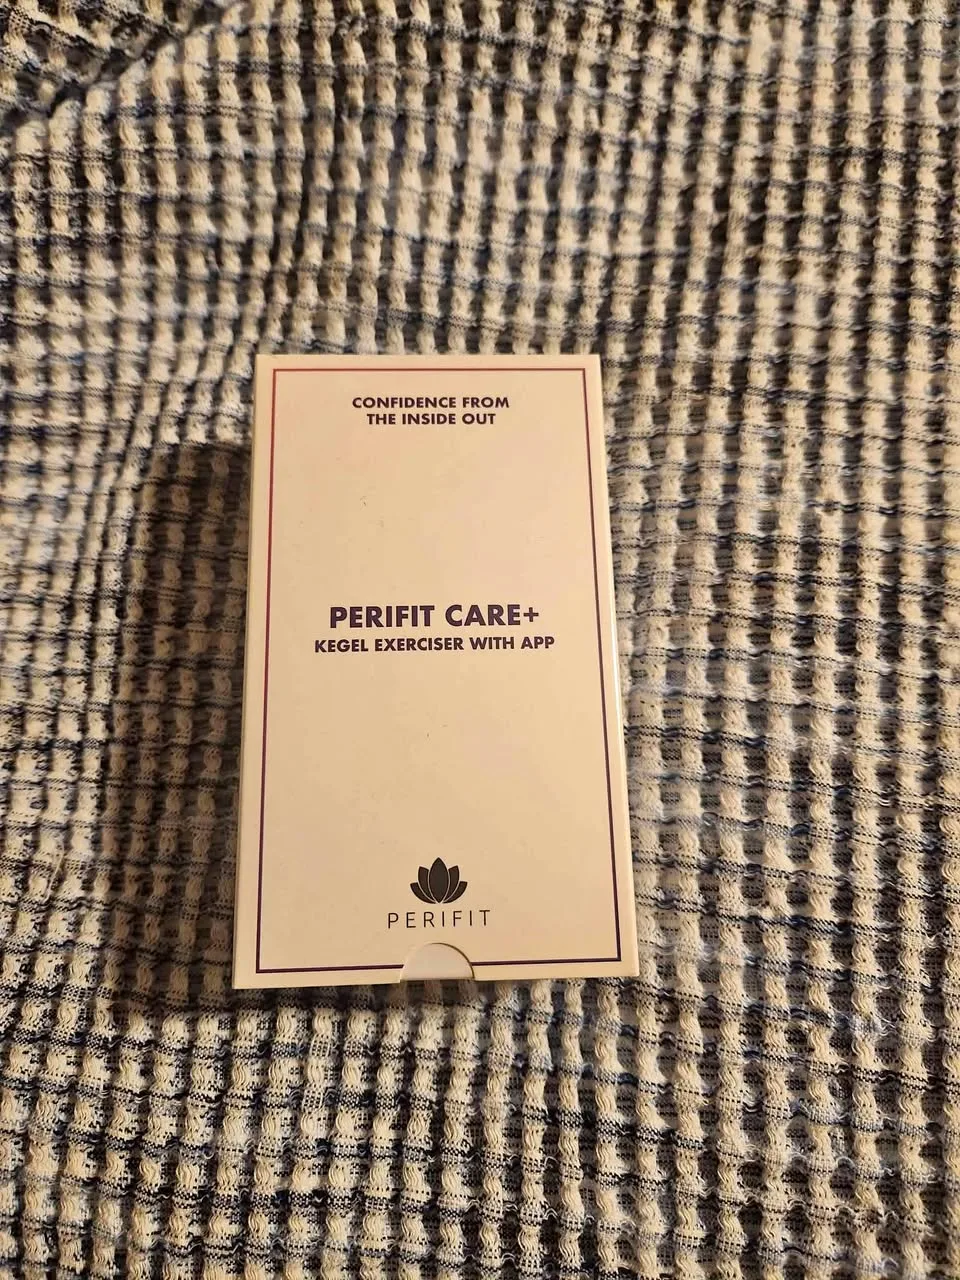 CONFIDENCE FROM
THE INSIDE OUT
PERIFIT CARE+
KEGEL EXERCISER WITH APP
PERIFIT